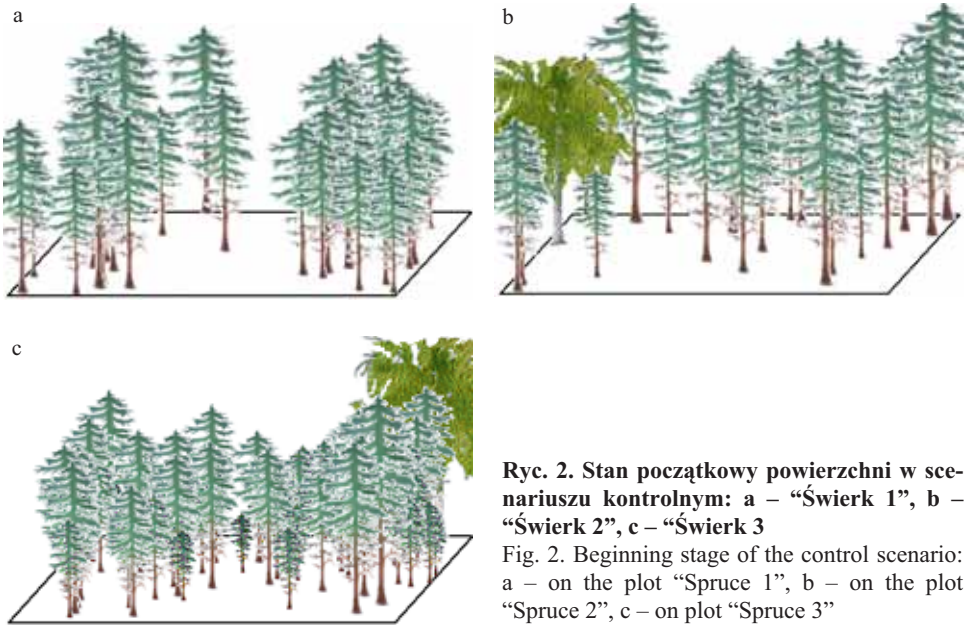 a
b
c
Ryc. 2. Stan początkowy powierzchni w sce-
nariuszu kontrolnym: a – “Świerk 1”, b –
“Świerk 2”, c – “Świerk 3
Fig. 2. Beginning stage of the control scenario:
a – on the plot “Spruce 1”, b – on the plot
“Spruce 2”, c – on plot “Spruce 3”